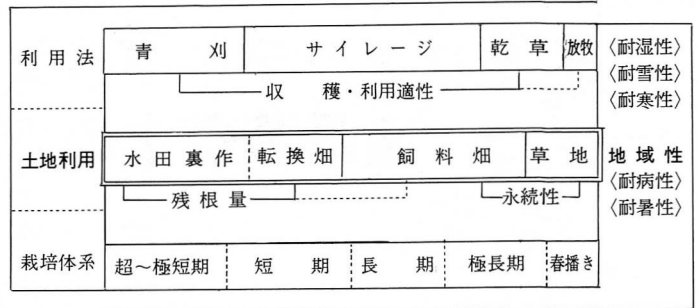 利用法 青刈 サイレージ 乾草 放牧 〈耐湿性〉
〈耐雪性〉
収穫・利用適性 〈耐寒性〉
土地利用 水田裏作 転換畑 飼料畑 草地 地域性
残根量 永続性 〈耐病性〉
〈耐暑性〉
栽培体系 超～極短期 短期 長期 極長期 春播き